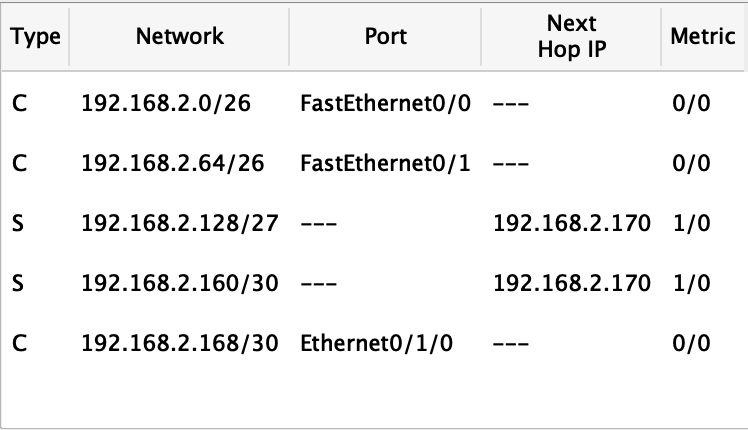 Type Network Port Next Hop IP Metric
C 192.168.2.0/26 FastEthernet0/0 --- 0/0
C 192.168.2.64/26 FastEthernet0/1 --- 0/0
S 192.168.2.128/27 --- 192.168.2.170 1/0
S 192.168.2.160/30 --- 192.168.2.170 1/0
C 192.168.2.168/30 Ethernet0/1/0 --- 0/0